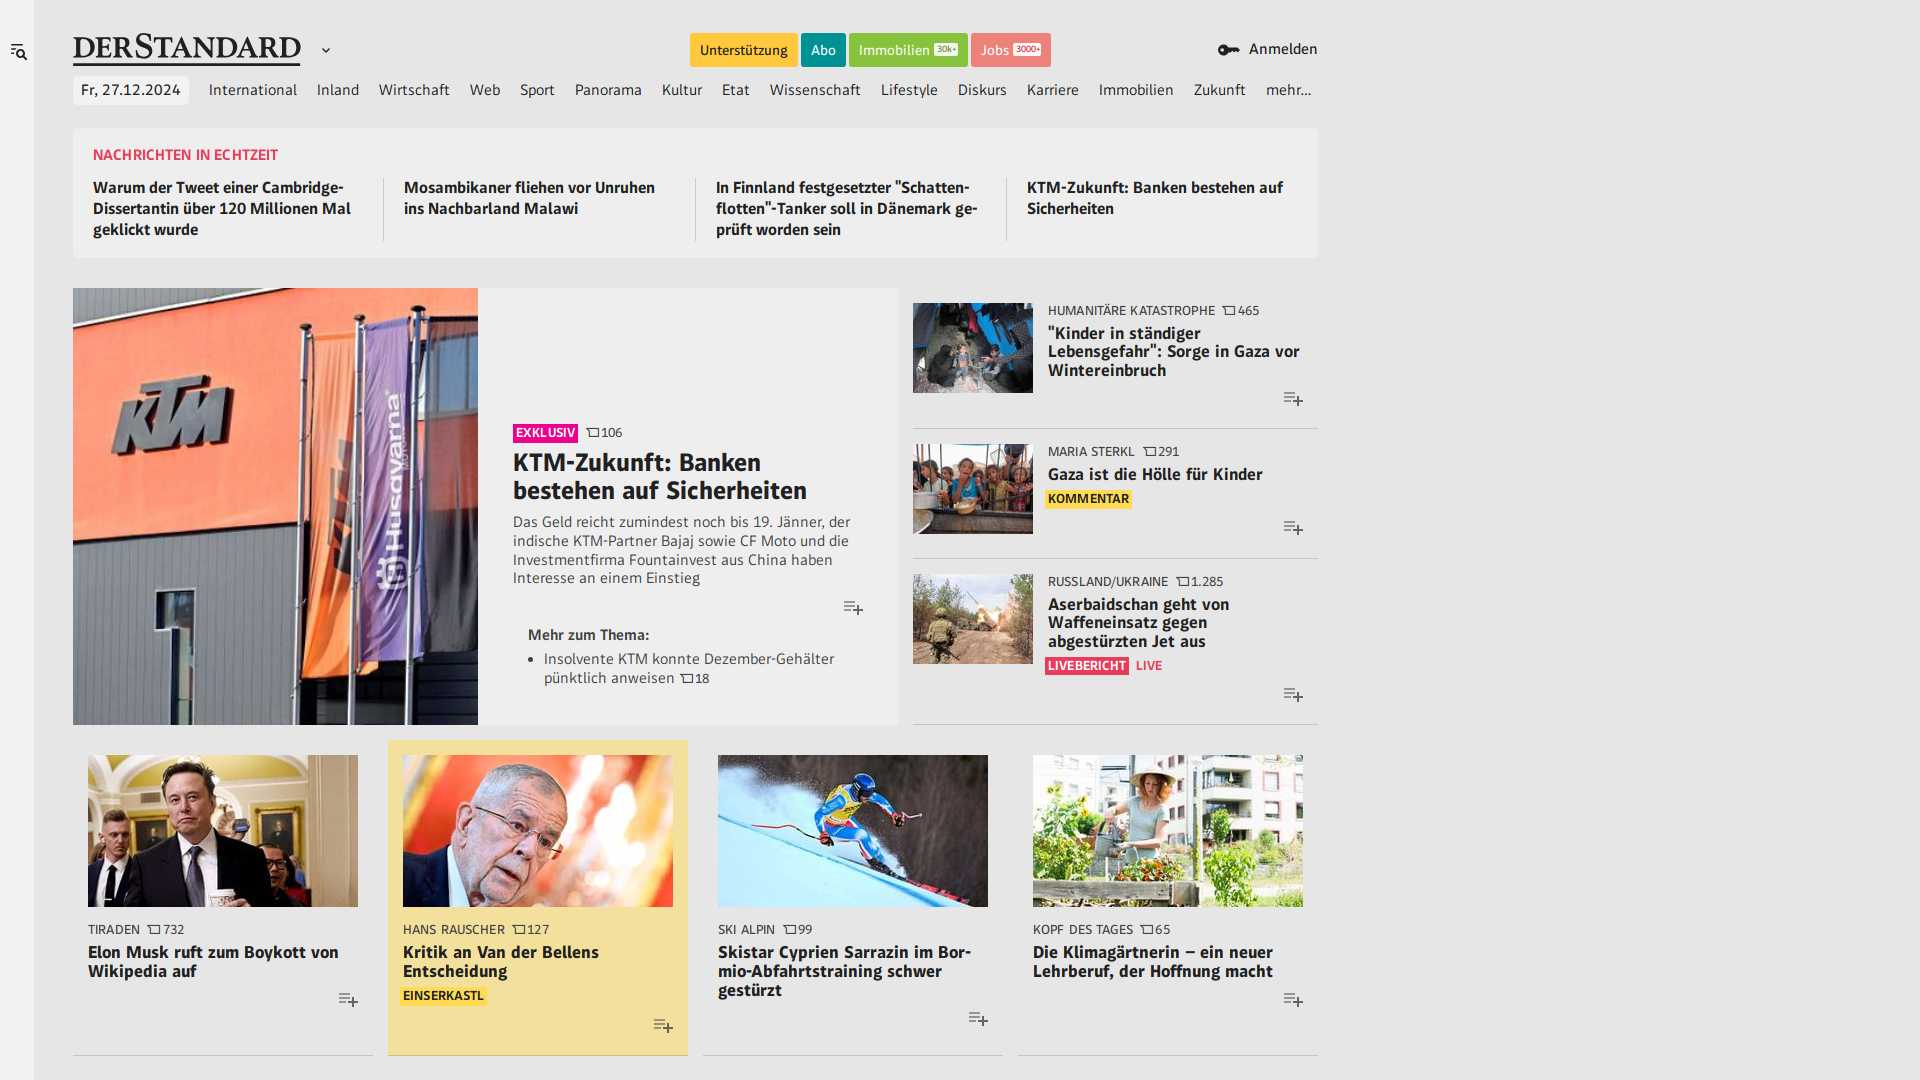 DERSTANDARD
Unterstützung
Abo
Immobilien 30k+
Jobs 3000+
Anmelden
Fr, 27.12.2024
International
Inland
Wirtschaft
Web
Sport
Panorama
Kultur
Etat
Wissenschaft
Lifestyle
Diskurs
Karriere
Immobilien
Zukunft
mehr...
NACHRICHTEN IN ECHTZEIT
Warum der Tweet einer Cambridge-
Dissertantin über 120 Millionen Mal
geklickt wurde
Mosambikaner fliehen vor Unruhen
ins Nachbarland Malawi
In Finnland festgesetzter "Schatten-
flotten"-Tanker soll in Dänemark ge-
prüft worden sein
KTM-Zukunft: Banken bestehen auf
Sicherheiten
KTM
Husqvarna
EXKLUSIV 106
KTM-Zukunft: Banken
bestehen auf Sicherheiten
Das Geld reicht zumindest noch bis 19. Jänner, der
indische KTM-Partner Bajaj sowie CF Moto und die
Investmentfirma Fountainvest aus China haben
Interesse an einem Einstieg
Mehr zum Thema:
Insolvente KTM konnte Dezember-Gehälter
pünktlich anweisen 18
HUMANITÄRE KATASTROPHE 465
"Kinder in ständiger
Lebensgefahr": Sorge in Gaza vor
Wintereinbruch
MARIA STERKL 291
Gaza ist die Hölle für Kinder
KOMMENTAR
RUSSLAND/UKRAINE 1.285
Aserbaidschan geht von
Waffeneinsatz gegen
abgestürzten Jet aus
LIVEBERICHT LIVE
TIRADEN 732
Elon Musk ruft zum Boykott von
Wikipedia auf
HANS RAUSCHER 127
Kritik an Van der Bellens
Entscheidung
EINSERKASTL
SKI ALPIN 99
Skistar Cyprien Sarrazin im Bor-
mio-Abfahrtstraining schwer
gestürzt
KOPF DES TAGES 65
Die Klimagärtnerin – ein neuer
Lehrberuf, der Hoffnung macht